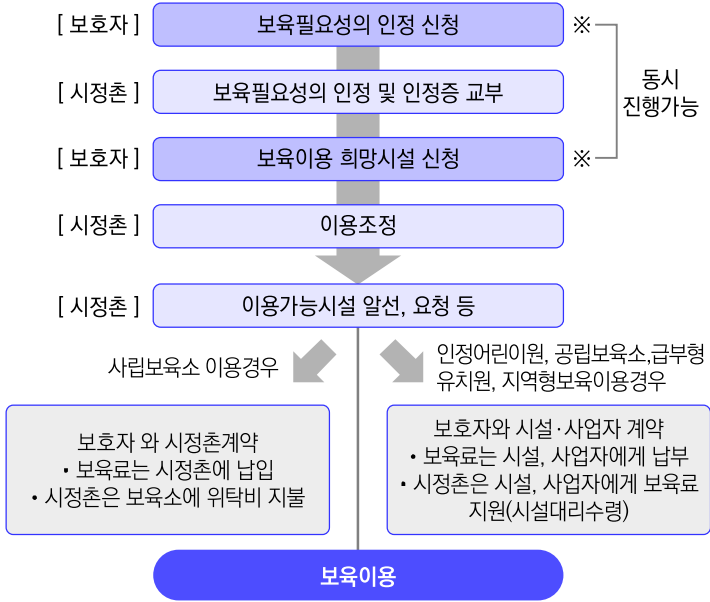 [ 보호자 ] 보육필요성의 인정 신청 ※
동시
진행가능
[ 시정촌 ] 보육필요성의 인정 및 인정증 교부
[ 보호자 ] 보육이용 희망시설 신청 ※
[ 시정촌 ] 이용조정
[ 시정촌 ] 이용가능시설 알선, 요청 등
사립보육소 이용경우
보호자 와 시정촌계약
• 보육료는 시정촌에 납입
• 시정촌은 보육소에 위탁비 지불
인정어린이원, 공립보육소,급부형
유치원, 지역형보육이용경우
보호자와 시설·사업자 계약
• 보육료는 시설, 사업자에게 납부
• 시정촌은 시설, 사업자에게 보육료
지원(시설대리수령)
보육이용